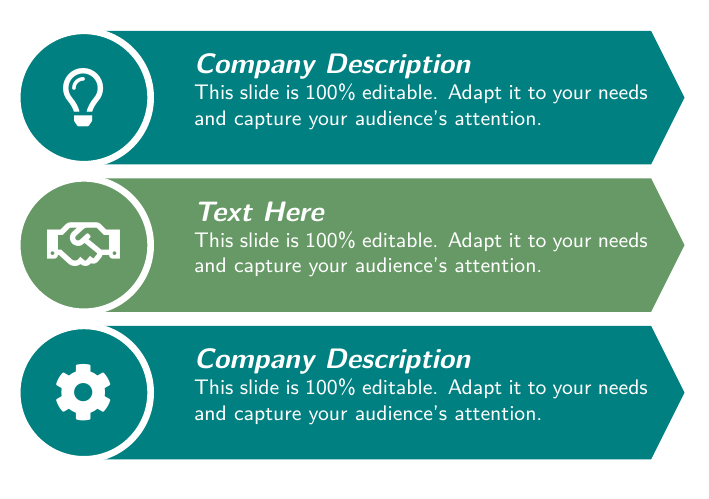 Company Description
This slide is 100% editable. Adapt it to your needs
and capture your audience's attention.
Text Here
This slide is 100% editable. Adapt it to your needs
and capture your audience's attention.
Company Description
This slide is 100% editable. Adapt it to your needs
and capture your audience's attention.